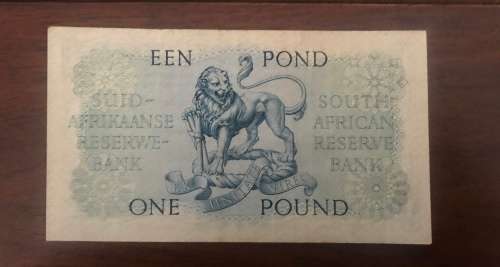 EEN POND
SUID-
AFRIKAANSE
RESERWE-
BANK
SOUTH
AFRICAN
RESERVE
BANK
ONE POUND